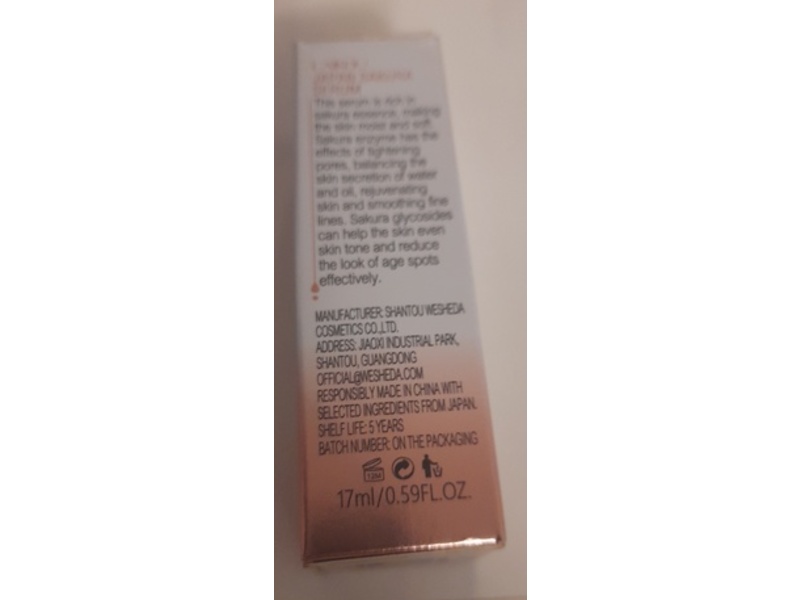 JAPAN SAKURA
SERUM
This serum is rich in
sakura essence, making
the skin moist and soft.
Sakura enzyme has the
effects of tightening
pores, balancing the
skin secretion of water
and oil, rejuvenating
skin and smoothing fine
lines. Sakura glycosides
can help the skin even
skin tone and reduce
the look of age spots
effectively.
MANUFACTURER: SHANTOU WESHEDA
COSMETICS CO.,LTD.
ADDRESS: JIAOXI INDUSTRIAL PARK,
SHANTOU, GUANGDONG
OFFICIAL@WESHEDA.COM
RESPONSIBLY MADE IN CHINA WITH
SELECTED INGREDIENTS FROM JAPAN.
SHELF LIFE: 5 YEARS
BATCH NUMBER: ON THE PACKAGING
12M
17ml/0.59FL.OZ.